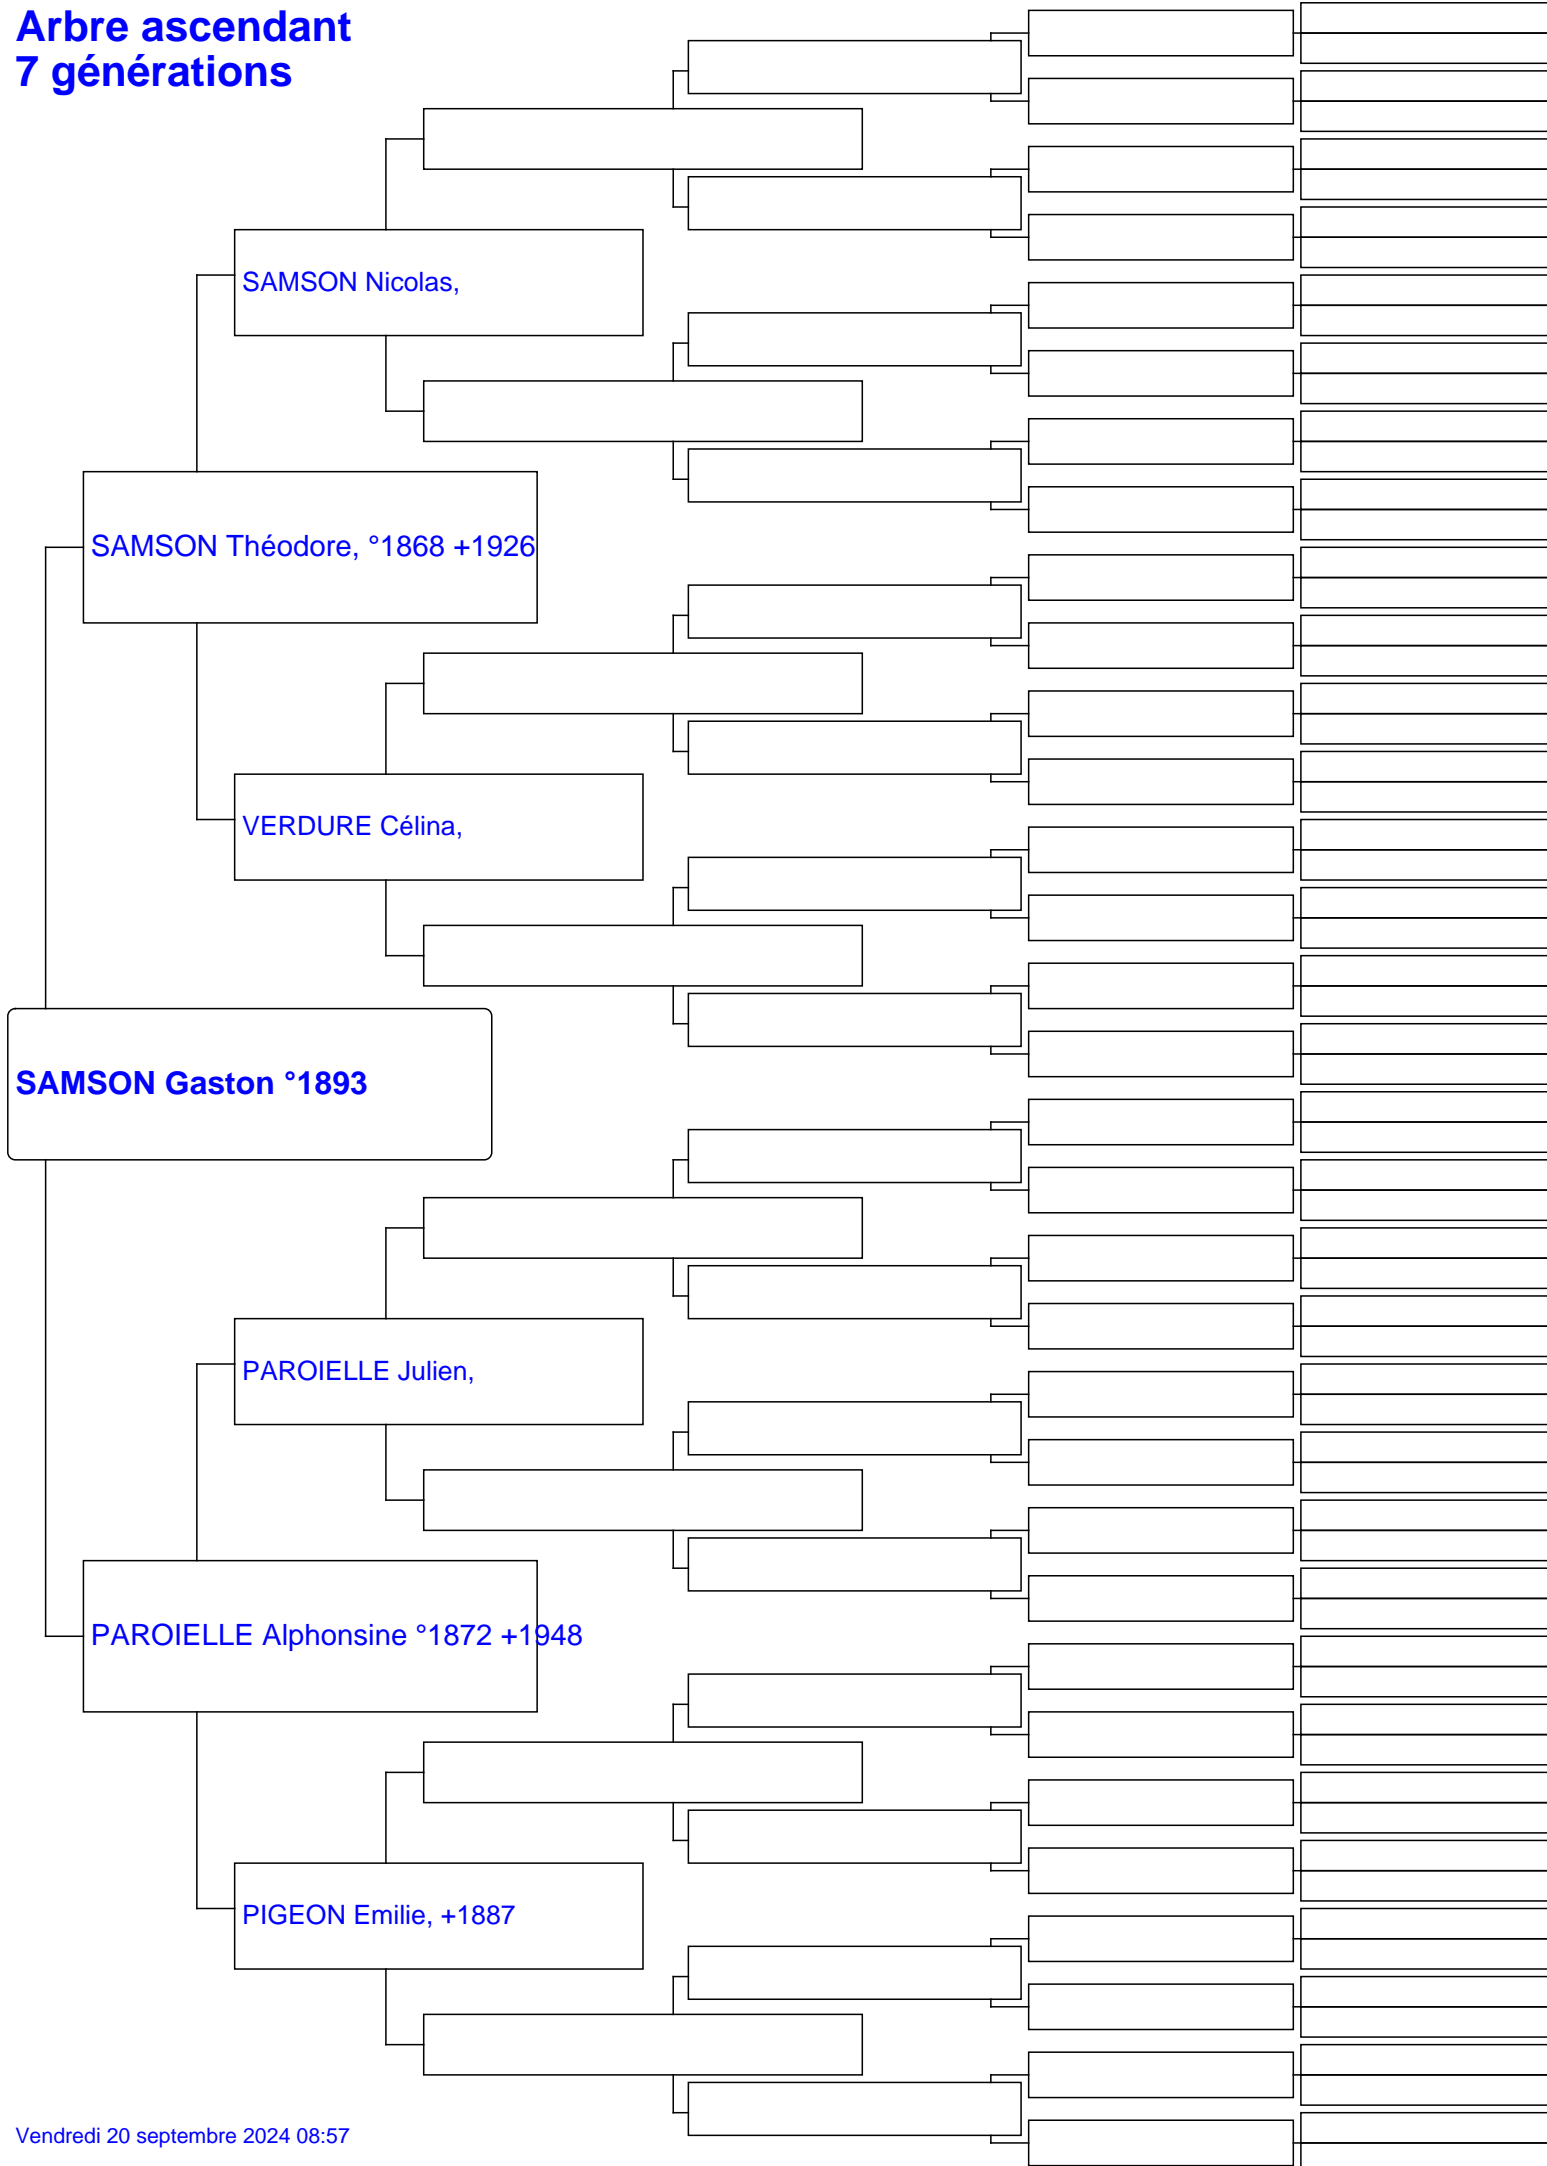 Arbre ascendant
7 générations
SAMSON Nicolas,
SAMSON Théodore, °1868 +1926
VERDURE Célina,
SAMSON Gaston °1893
PAROIELLE Julien,
PAROIELLE Alphonsine °1872 +1948
PIGEON Emilie, +1887
Vendredi 20 septembre 2024 08:57